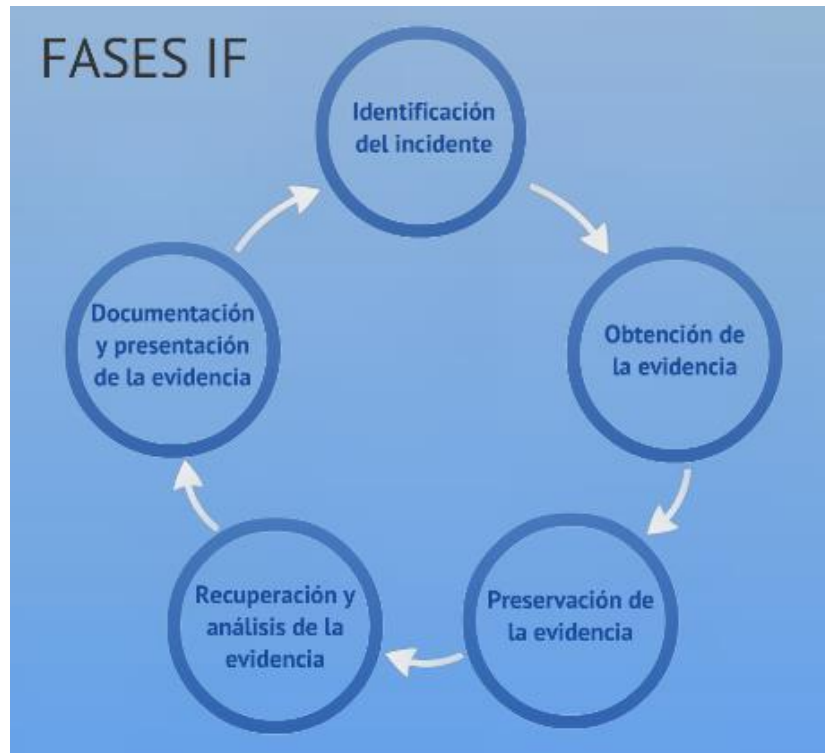 FASES IF
Identificación
del incidente
Obtención de
la evidencia
Preservación de
la evidencia
Recuperación y
análisis de la
evidencia
Documentación
y presentación
de la evidencia